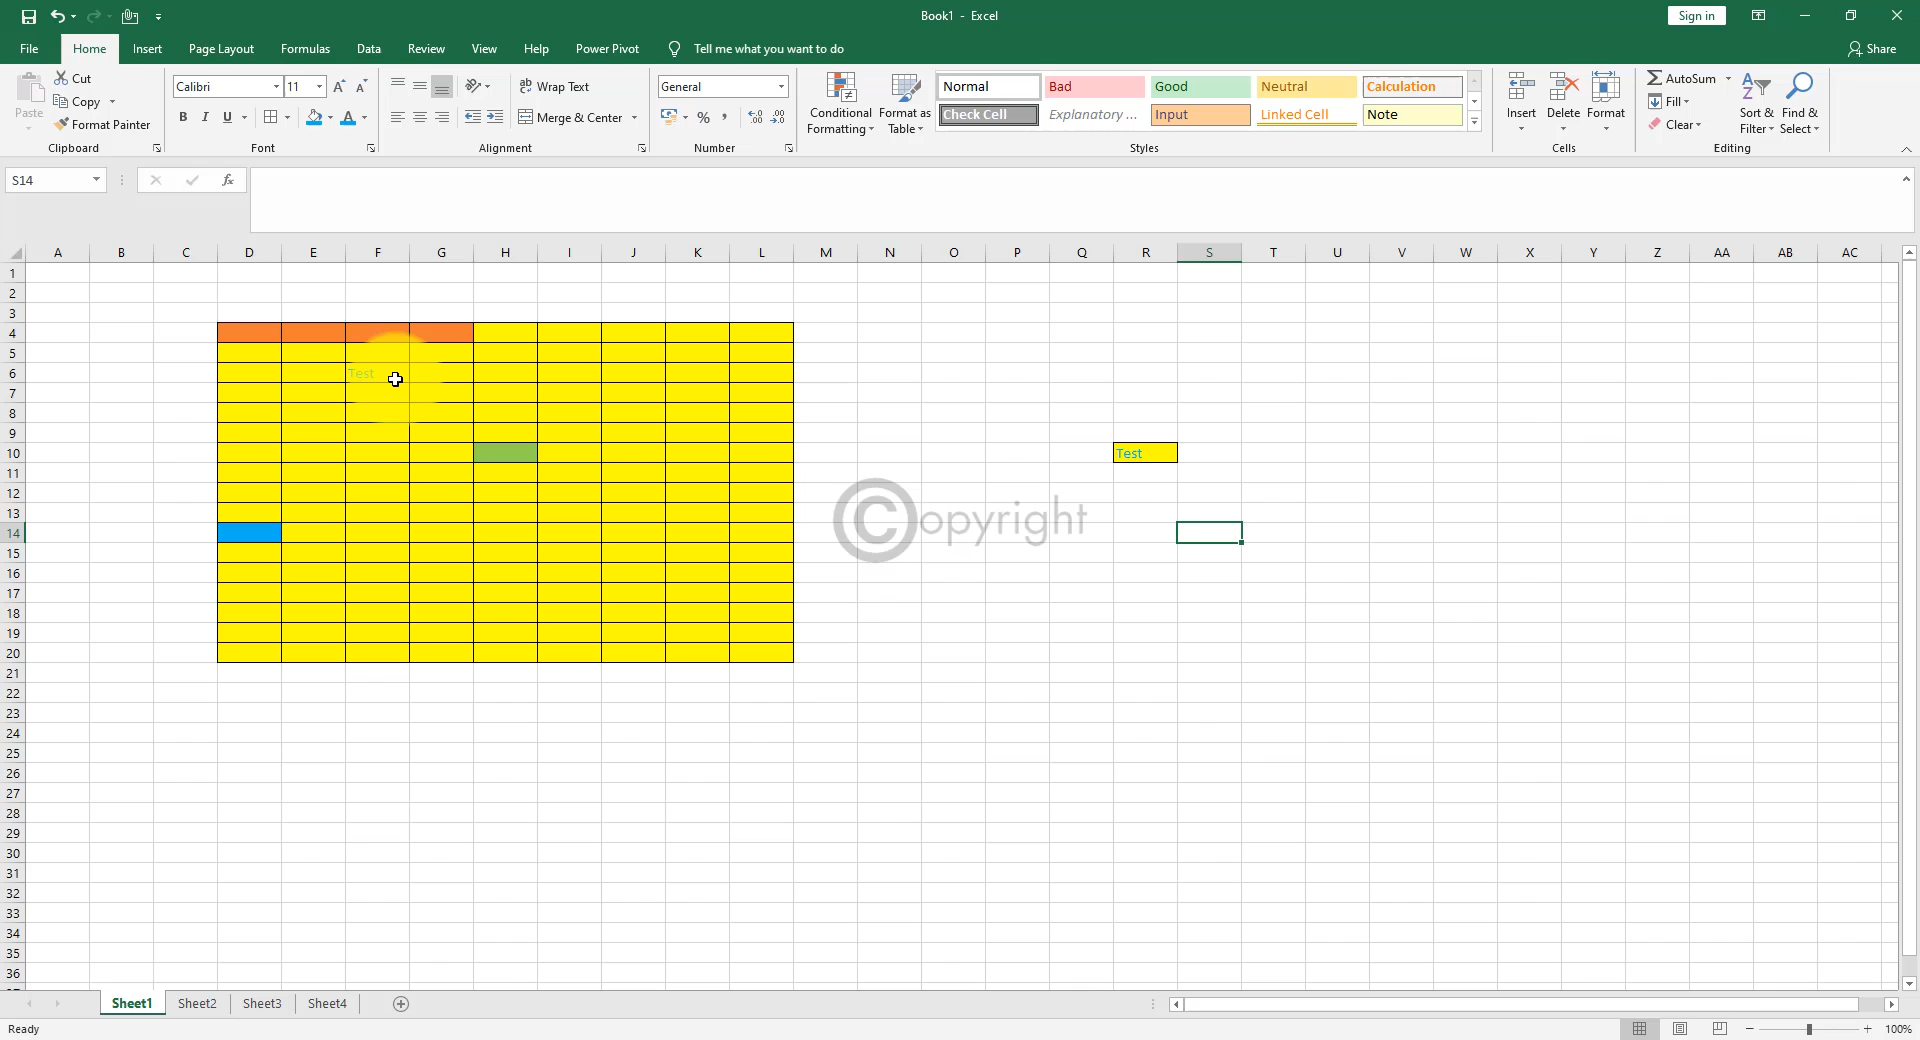 Book1 - Excel
Sign in
File Home Insert Page Layout Formulas Data Review View Help Power Pivot Tell me what you want to do Share
Paste
Cut
Copy
Format Painter
Clipboard
Calibri 11
B I U
Font
Wrap Text
Merge & Center
Alignment
General
Number
Conditional Formatting
Format as Table
Normal Bad Good Neutral Calculation
Check Cell Explanatory ... Input Linked Cell Note
Styles
Insert Delete Format
Cells
AutoSum
Fill
Clear
Sort & Filter
Find & Select
Editing
S14
fx
A B C D E F G H I J K L M N O P Q R S T U V W X Y Z AA AB AC
1
2
3
4
5
6 Test
7
8
9
10 Test
11
12
13
Copyright
14
15
16
17
18
19
20
21
22
23
24
25
26
27
28
29
30
31
32
33
34
35
36
Sheet1 Sheet2 Sheet3 Sheet4
Ready 100%